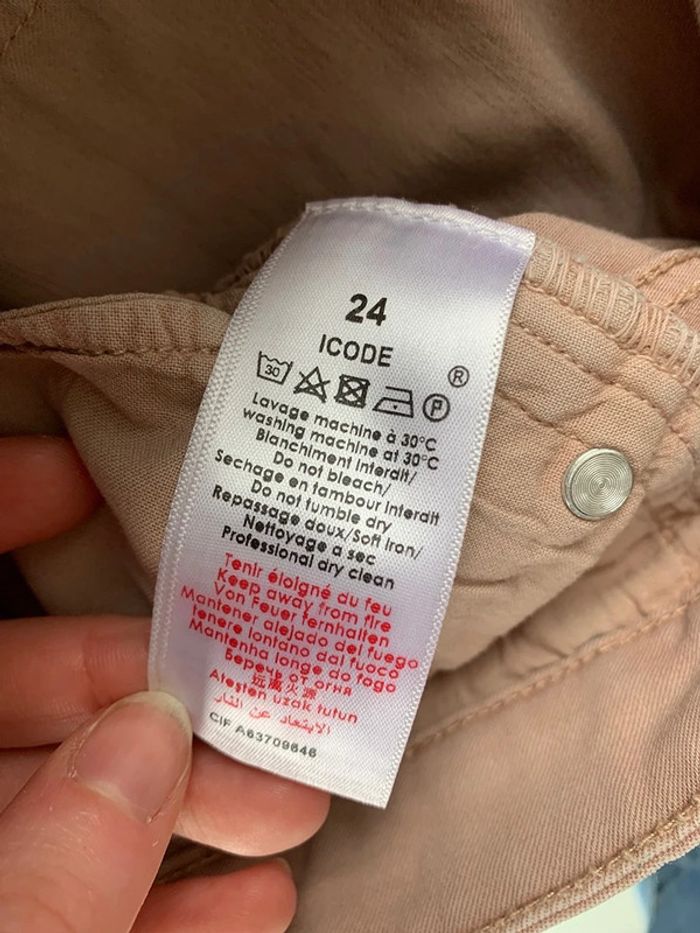 24
ICODE
30
®
P
Lavage machine à 30°C
washing machine at 30°C
Blanchiment interdit/
Do not bleach/
Sechage en tambour interdit
Do not tumble dry
Repassage doux/Soft Iron/
Nettoyage a sec
Professional dry clean
Tenir éloigné du feu
Keep away from fire
Von Feuer fernhalten
Mantener alejado del fuego
tenere lontano dal fuoco
Mantenha longe do fogo
Беречь от огня
远离火源
Ateşten uzak tutun
الابتعاد عن النار
CIF A63709646